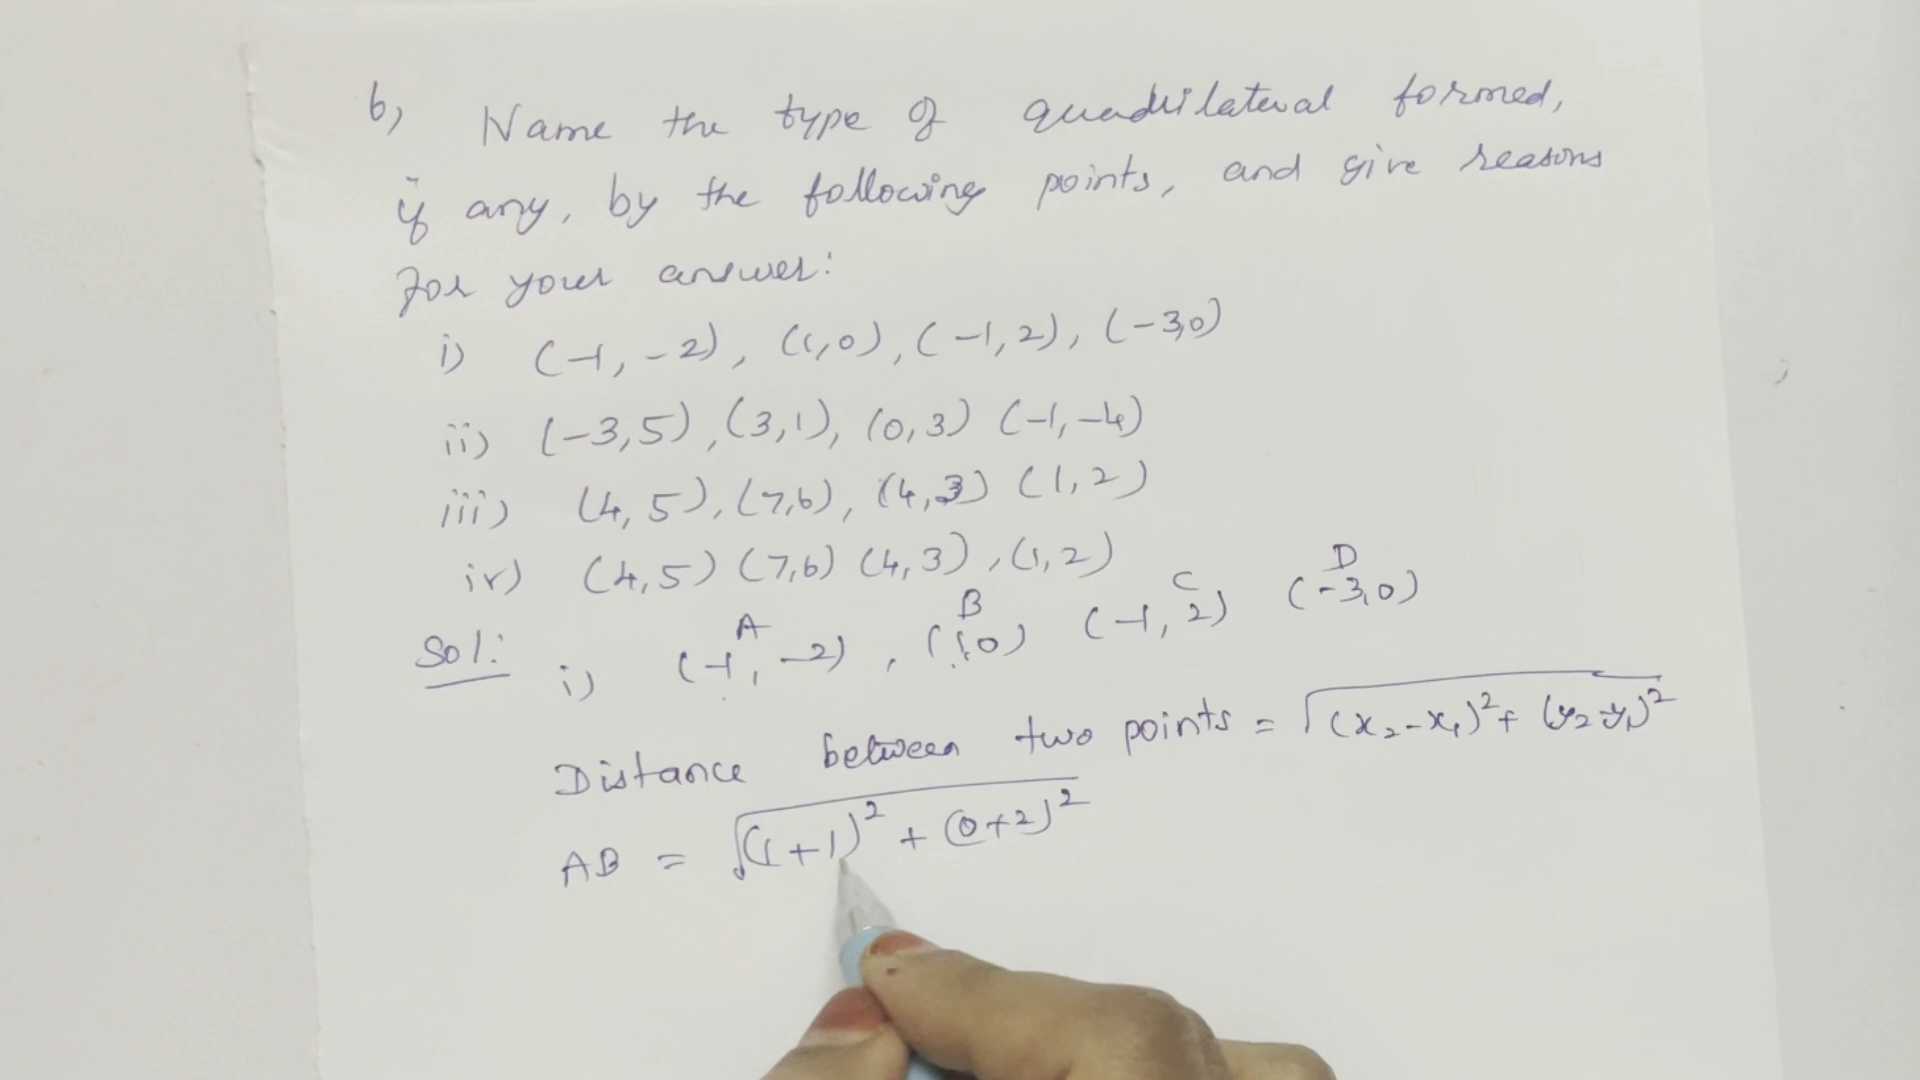 6) Name the type of quadrilateral formed,
if any, by the following points, and give reasons
for your answer:
i) (-1, -2), (1,0), (-1,2), (-3,0)
ii) (-3,5), (3,1), (0,3) (-1,-4)
iii) (4,5), (7,6), (4,3) (1,2)
iv) (4,5) (7,6) (4,3), (1,2)
A B C D
Sol: i) (-1, -2), (1,0) (-1, 2) (-3,0)
Distance between two points = √(x₂-x₁)²+ (y₂-y₁)²
AB = √(1+1)² + (0+2)²